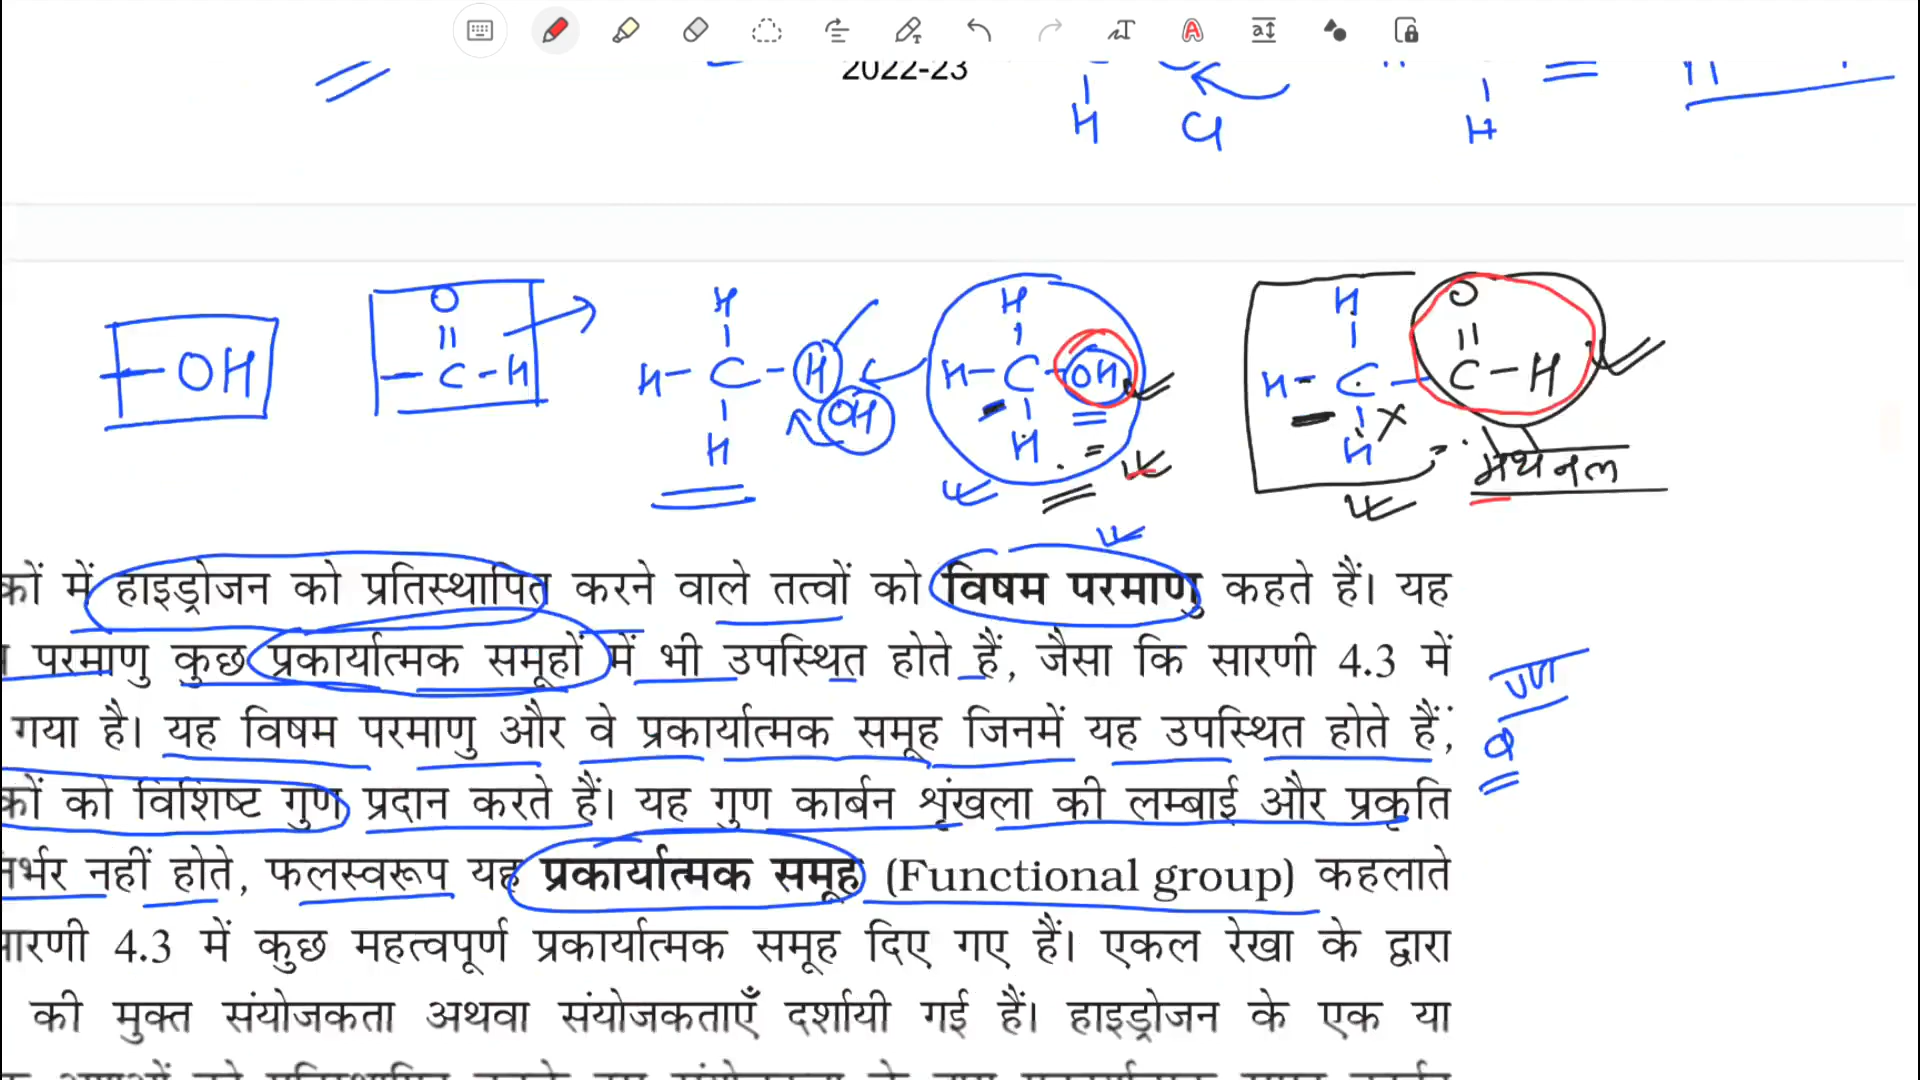 2022-23
H Cl H
H H H O
O
-OH -C-H H-C-H H-C-OH H-C-C-H
OH
H H H मेथेनल
हाइड्रोजन को प्रतिस्थापित करने वाले तत्वों को विषम परमाणु कहते हैं। यह
परमाणु कुछ प्रकार्यात्मक समूहों में भी उपस्थित होते हैं, जैसा कि सारणी 4.3 में
गया है। यह विषम परमाणु और वे प्रकार्यात्मक समूह जिनमें यह उपस्थित होते हैं,
को विशिष्ट गुण प्रदान करते हैं। यह गुण कार्बन शृंखला की लम्बाई और प्रकृति
नहीं होते, फलस्वरूप यह प्रकार्यात्मक समूह (Functional group) कहलाते
4.3 में कुछ महत्वपूर्ण प्रकार्यात्मक समूह दिए गए हैं। एकल रेखा के द्वारा
की मुक्त संयोजकता अथवा संयोजकताएँ दर्शायी गई हैं। हाइड्रोजन के एक या